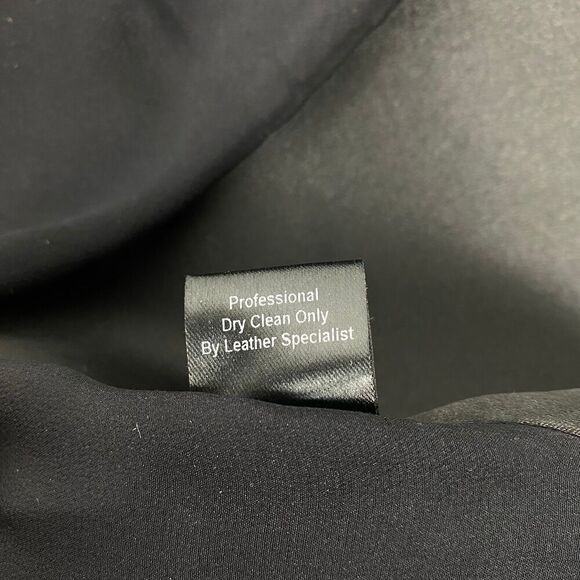 Professional
Dry Clean Only
By Leather Specialist